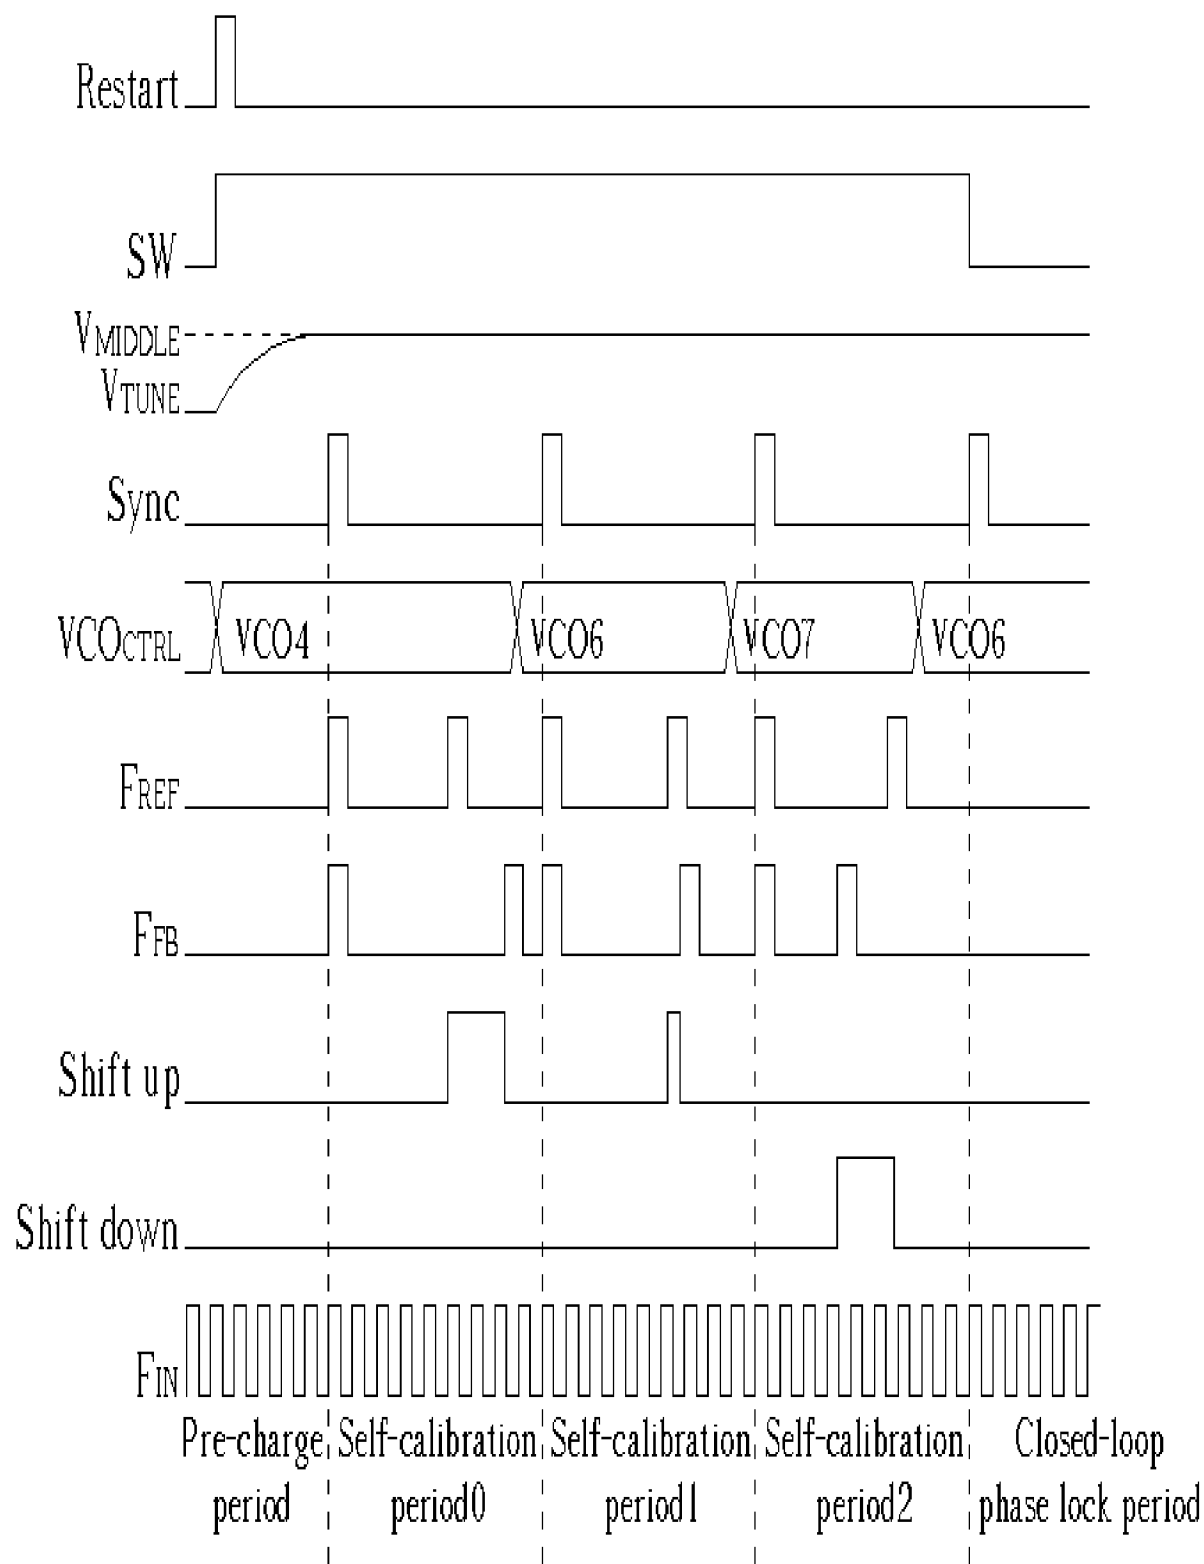 Restart
SW
VMIDDLE
VTUNE
Sync
VCOCTRL VCO4 VCO6 VCO7 VCO6
FREF
FFB
Shift up
Shift down
FIN
Pre-charge Self-calibration Self-calibration Self-calibration Closed-loop
period period0 period1 period2 phase lock period